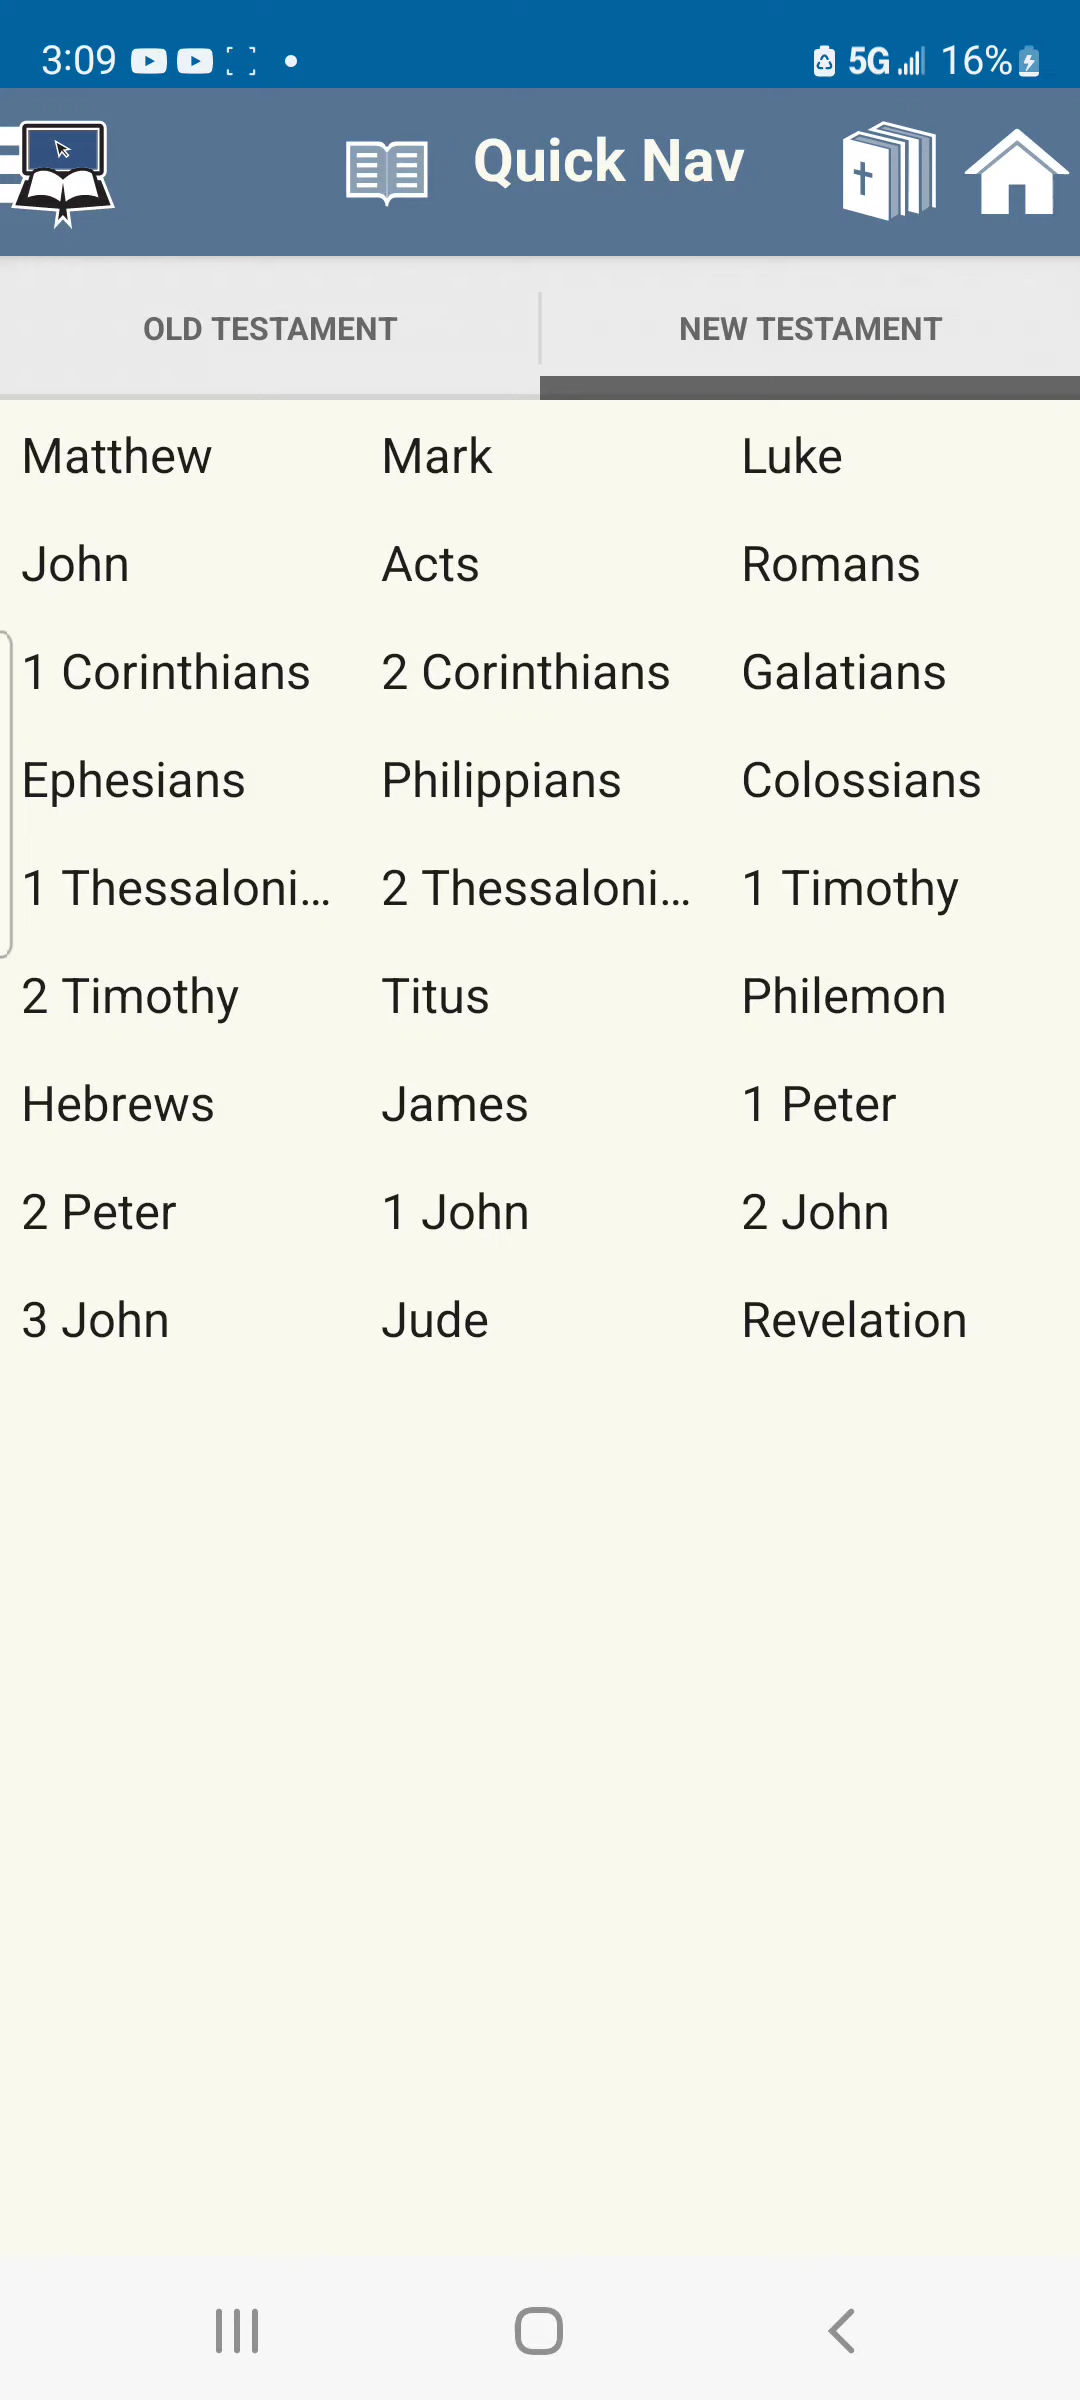 3:09 5G 16%
Quick Nav
OLD TESTAMENT NEW TESTAMENT
Matthew Mark Luke
John Acts Romans
1 Corinthians 2 Corinthians Galatians
Ephesians Philippians Colossians
1 Thessaloni... 2 Thessaloni... 1 Timothy
2 Timothy Titus Philemon
Hebrews James 1 Peter
2 Peter 1 John 2 John
3 John Jude Revelation